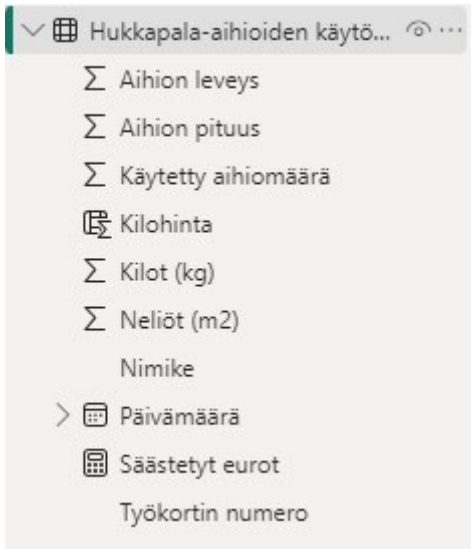 Hukkapala-aihioiden käytö...
Aihion leveys
Aihion pituus
Käytetty aihiomäärä
Kilohinta
Kilot (kg)
Neliöt (m2)
Nimike
Päivämäärä
Säästetyt eurot
Työkortin numero